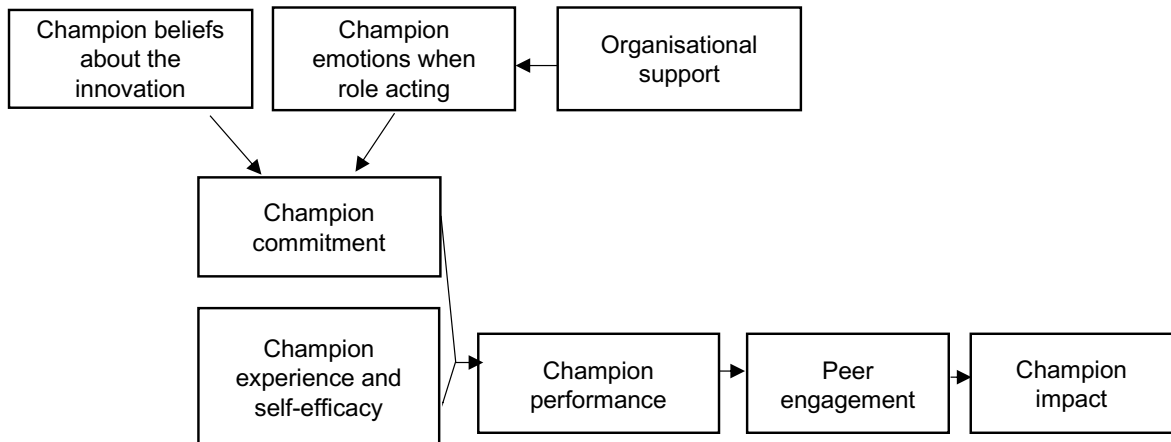 Champion beliefs
about the
innovation
Champion
emotions when
role acting
Organisational
support
Champion
commitment
Champion
experience and
self-efficacy
Champion
performance
Peer
engagement
Champion
impact